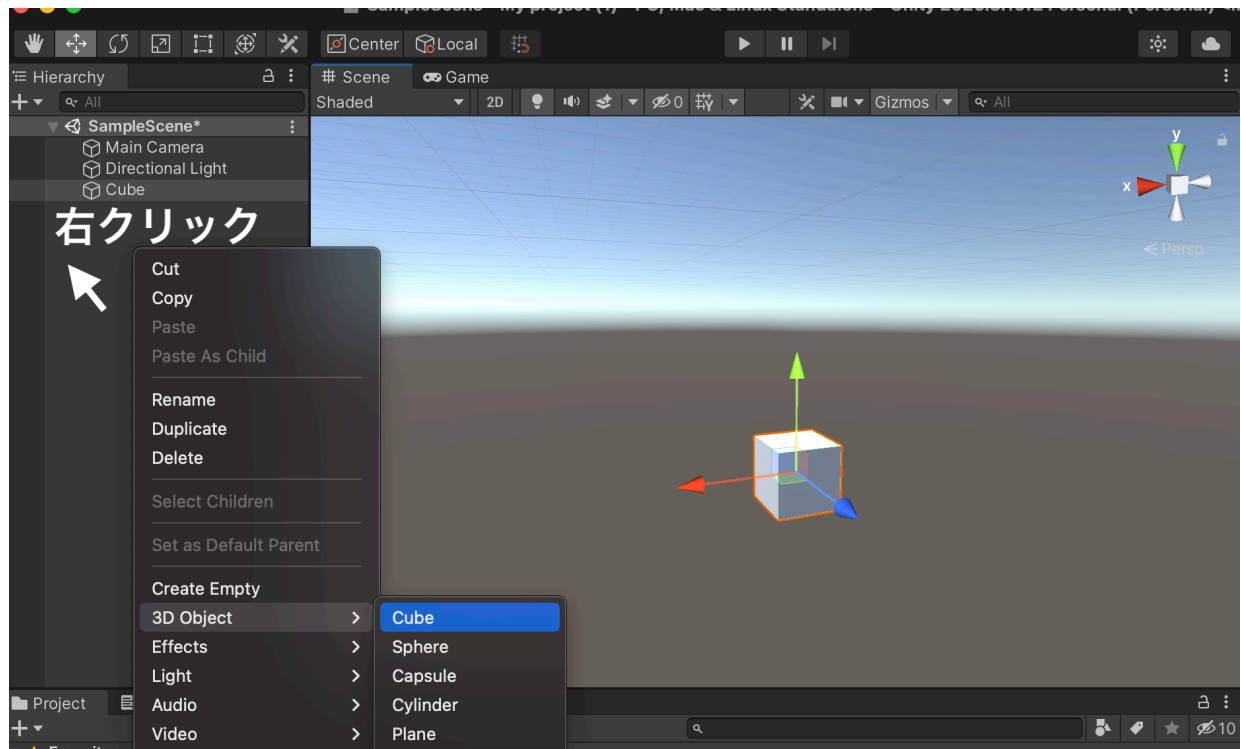 Center
Local
Hierarchy
# Scene
Game
All
Shaded
2D
0
Gizmos
All
SampleScene*
Main Camera
Directional Light
Cube
右クリック
y
x
Persp
Cut
Copy
Paste
Paste As Child
Rename
Duplicate
Delete
Select Children
Set as Default Parent
Create Empty
3D Object
Effects
Light
Audio
Video
Cube
Sphere
Capsule
Cylinder
Plane
Project
10